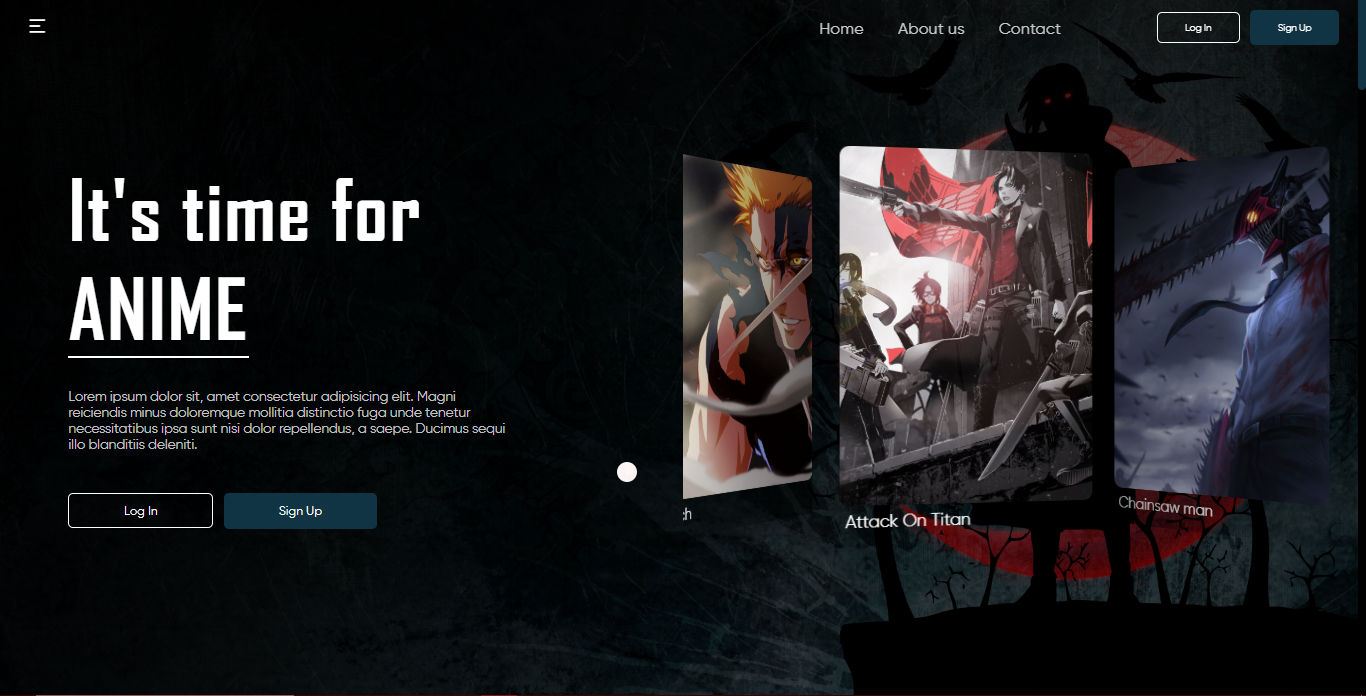 Home About us Contact Log In Sign Up
It's time for
ANIME
Lorem ipsum dolor sit, amet consectetur adipisicing elit. Magni
reiciendis minus doloremque mollitia distinctio fuga unde tenetur
necessitatibus ipsa sunt nisi dolor repellendus, a saepe. Ducimus sequi
illo blanditiis deleniti.
Log In Sign Up
ch
Attack On Titan
Chainsaw man